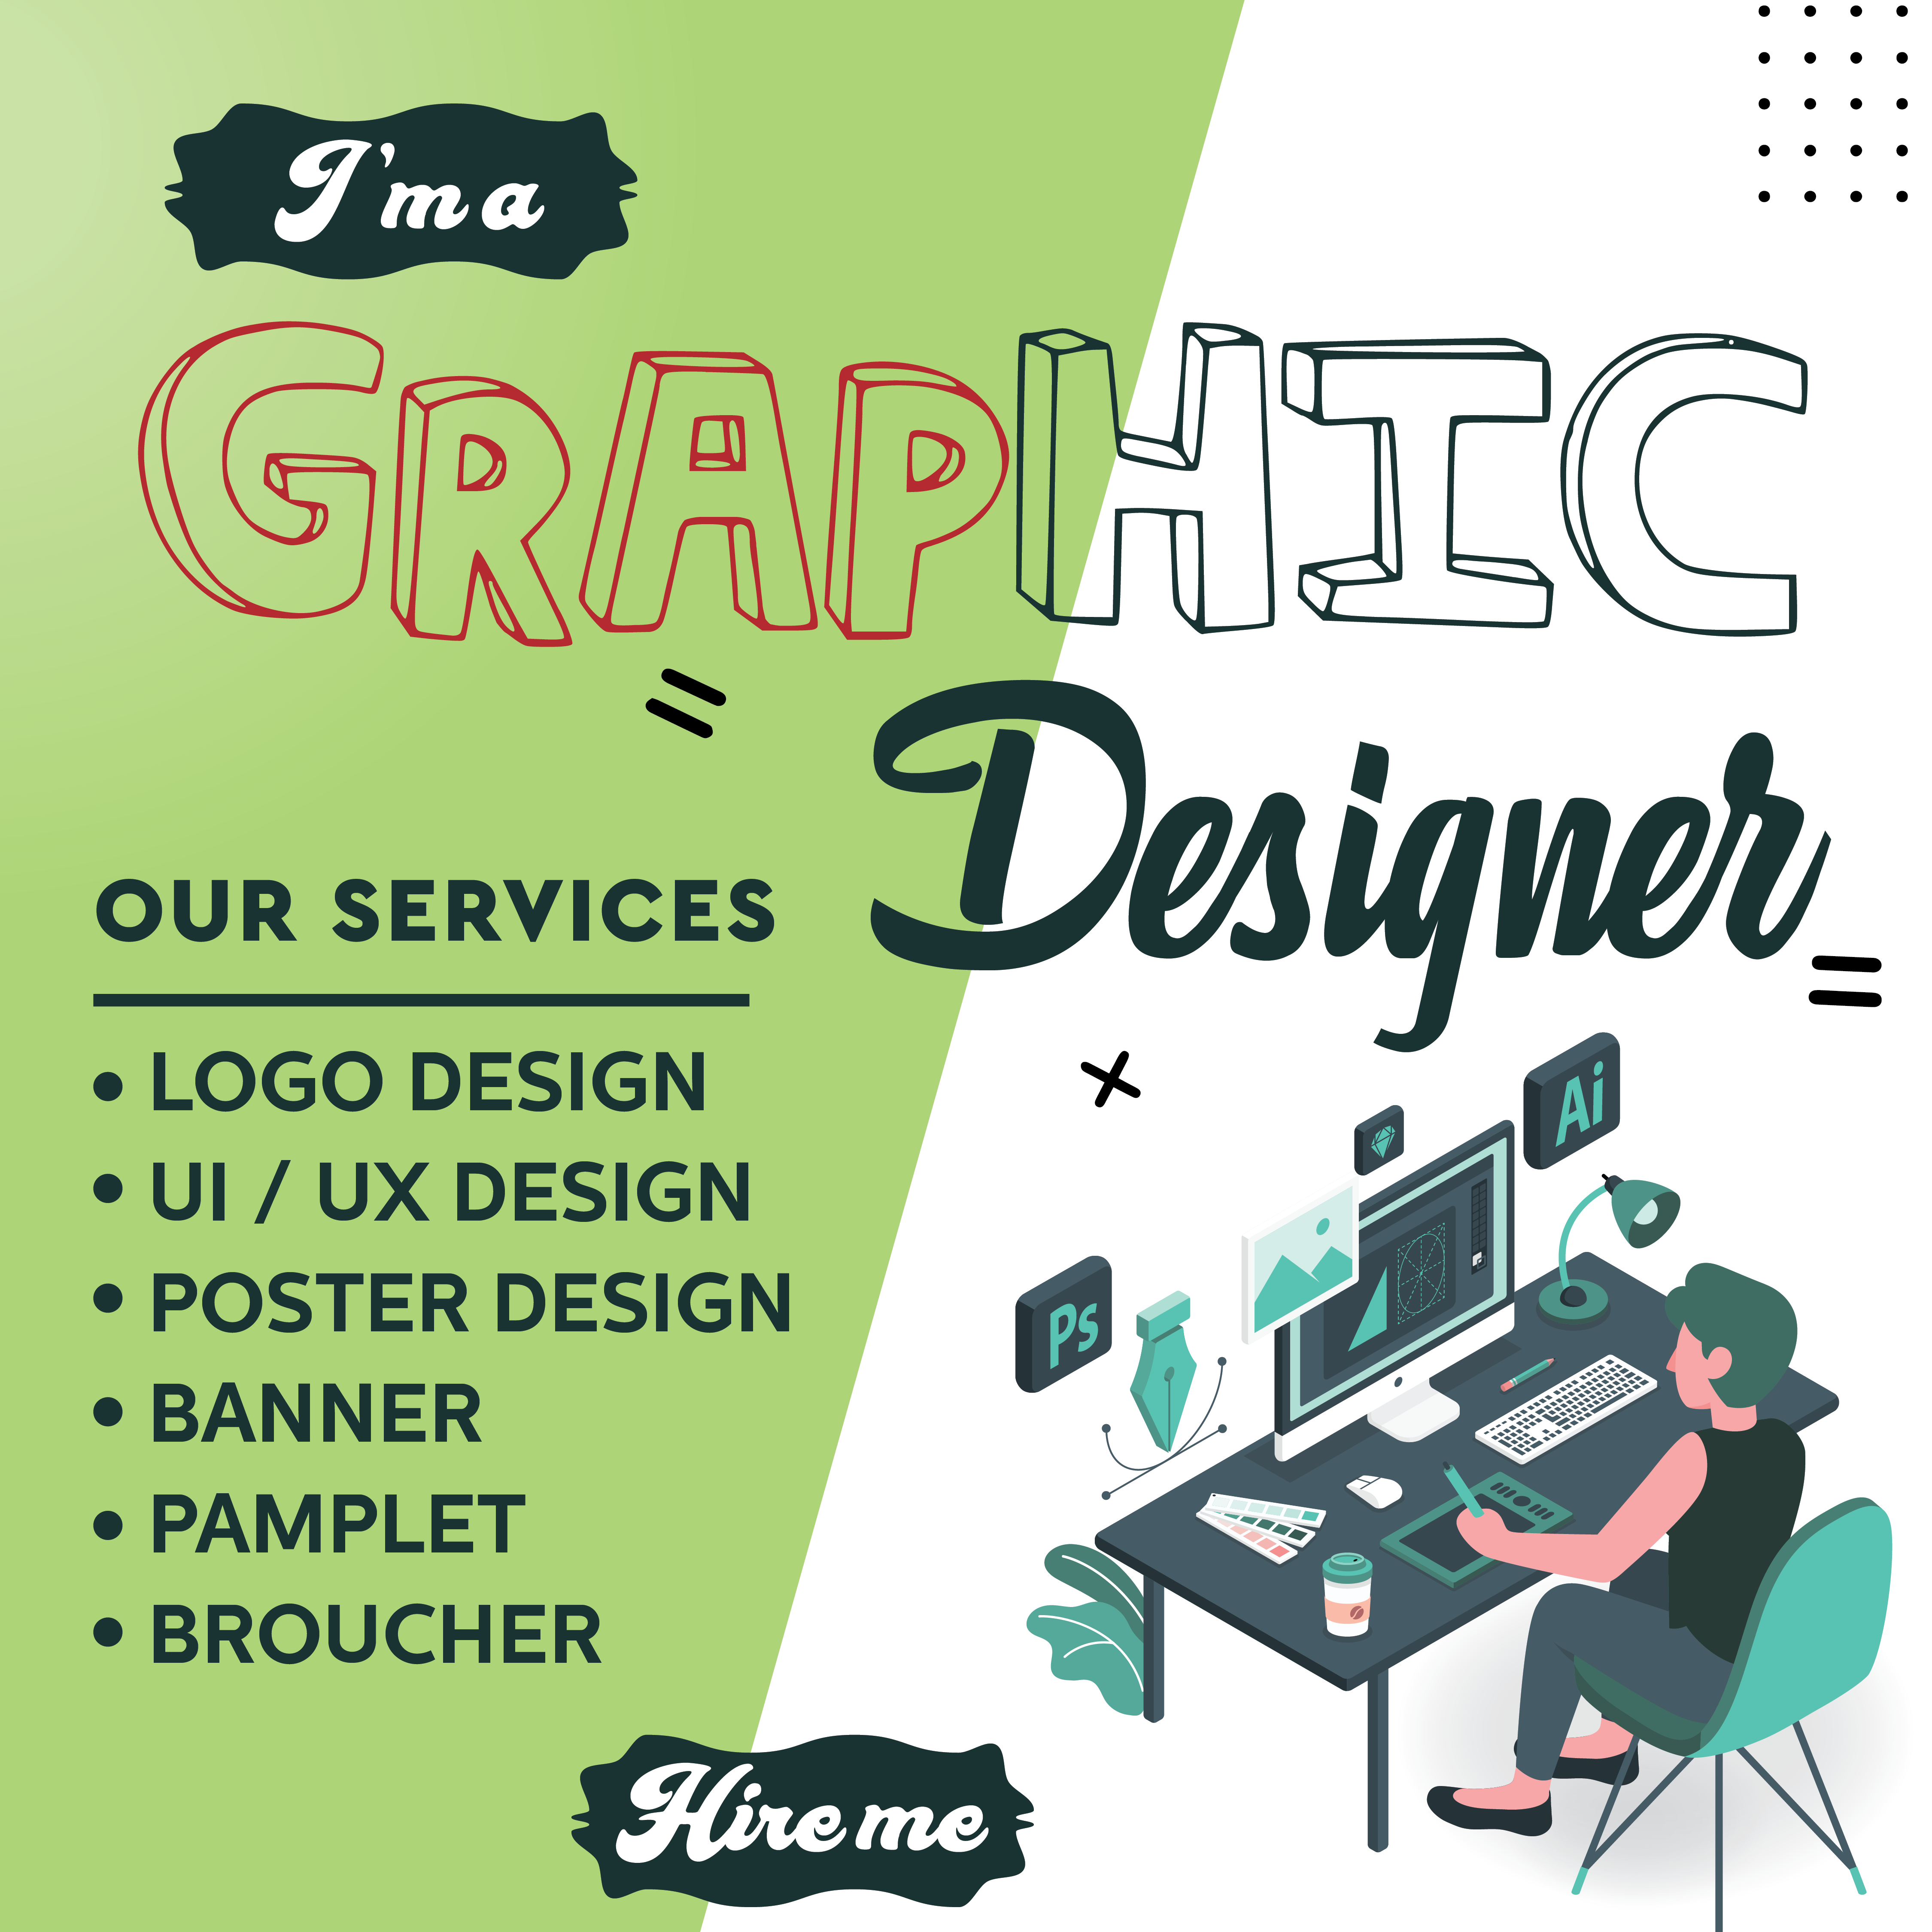 I'm a
GRAPHIC
Designer
OUR SERVICES
LOGO DESIGN
UI / UX DESIGN
POSTER DESIGN
BANNER
PAMPLET
BROUCHER
Ai
PS
Hire me